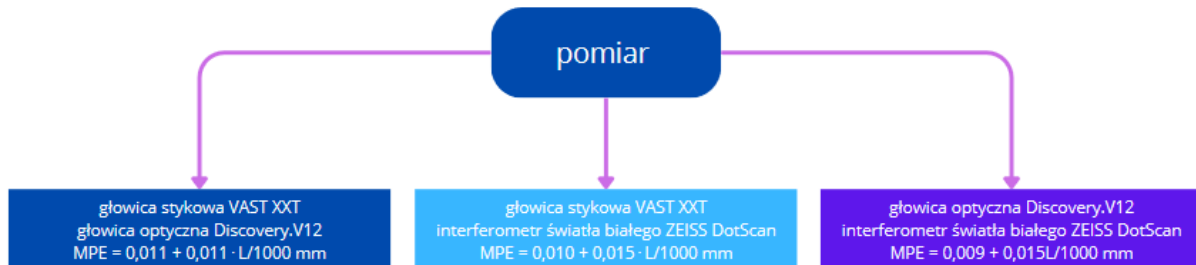 pomiar
głowica stykowa VAST XXT
głowica optyczna Discovery.V12
MPE = 0,011 + 0,011 · L/1000 mm
głowica stykowa VAST XXT
interferometr światła białego ZEISS DotScan
MPE = 0,010 + 0,015 · L/1000 mm
głowica optyczna Discovery.V12
interferometr światła białego ZEISS DotScan
MPE = 0,009 + 0,015L/1000 mm